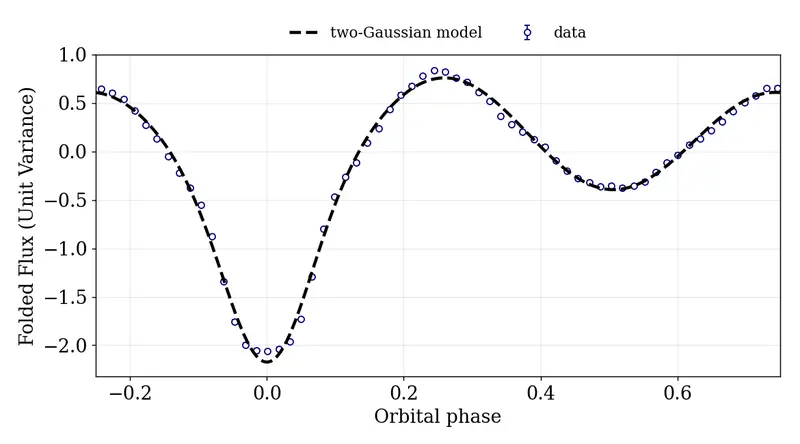 two-Gaussian model
data
1.0
0.5
0.0
−0.5
−1.0
−1.5
−2.0
Folded Flux (Unit Variance)
−0.2 0.0 0.2 0.4 0.6
Orbital phase